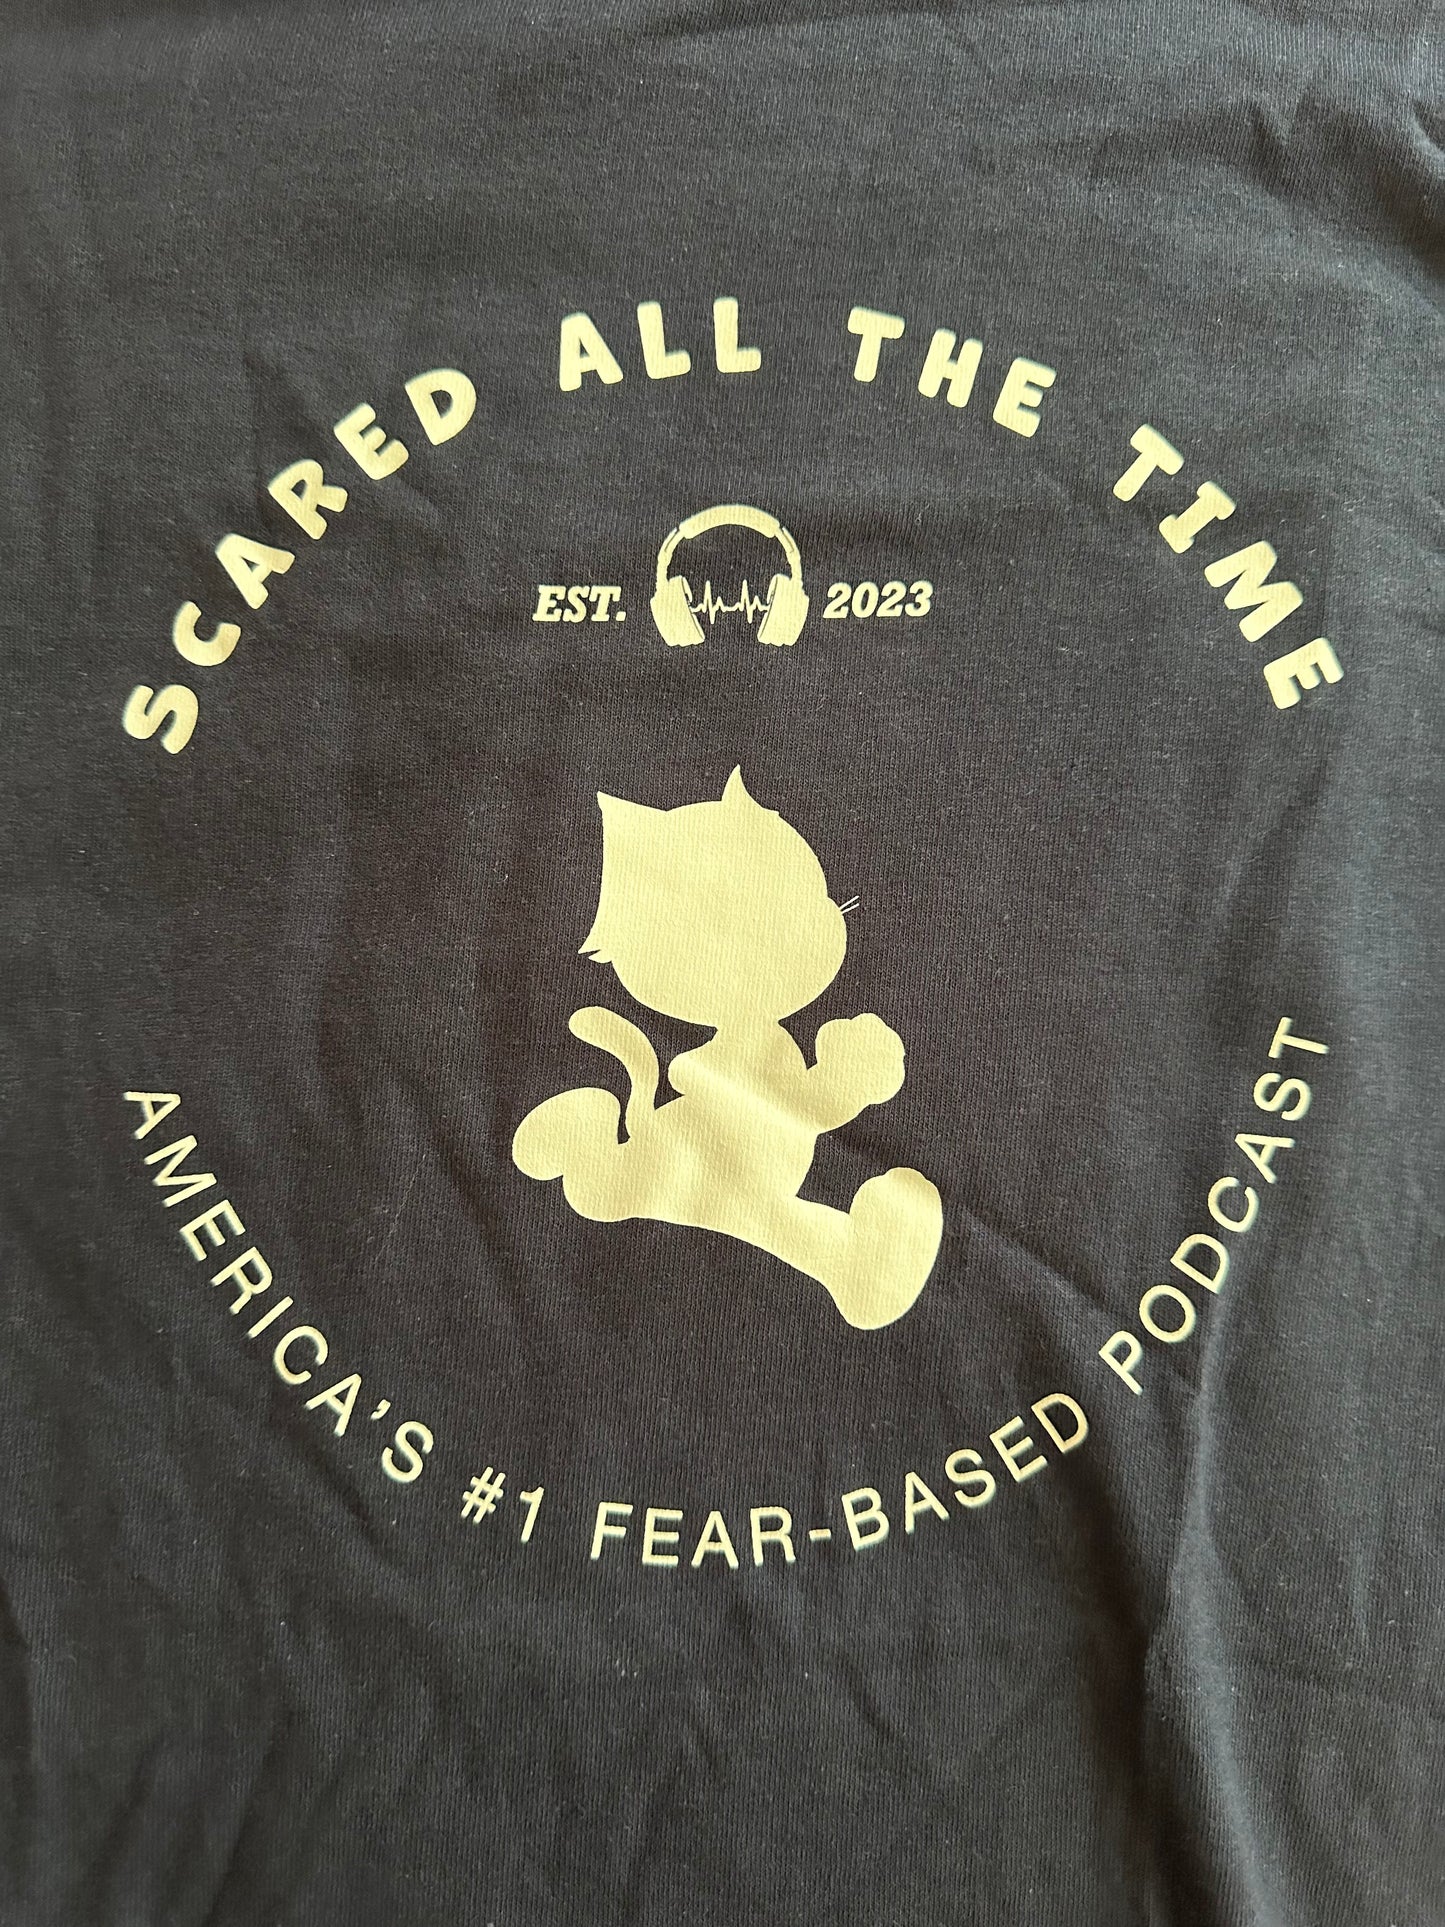 SCARED ALL THE TIME
EST. 2023
AMERICA'S #1 FEAR-BASED PODCAST